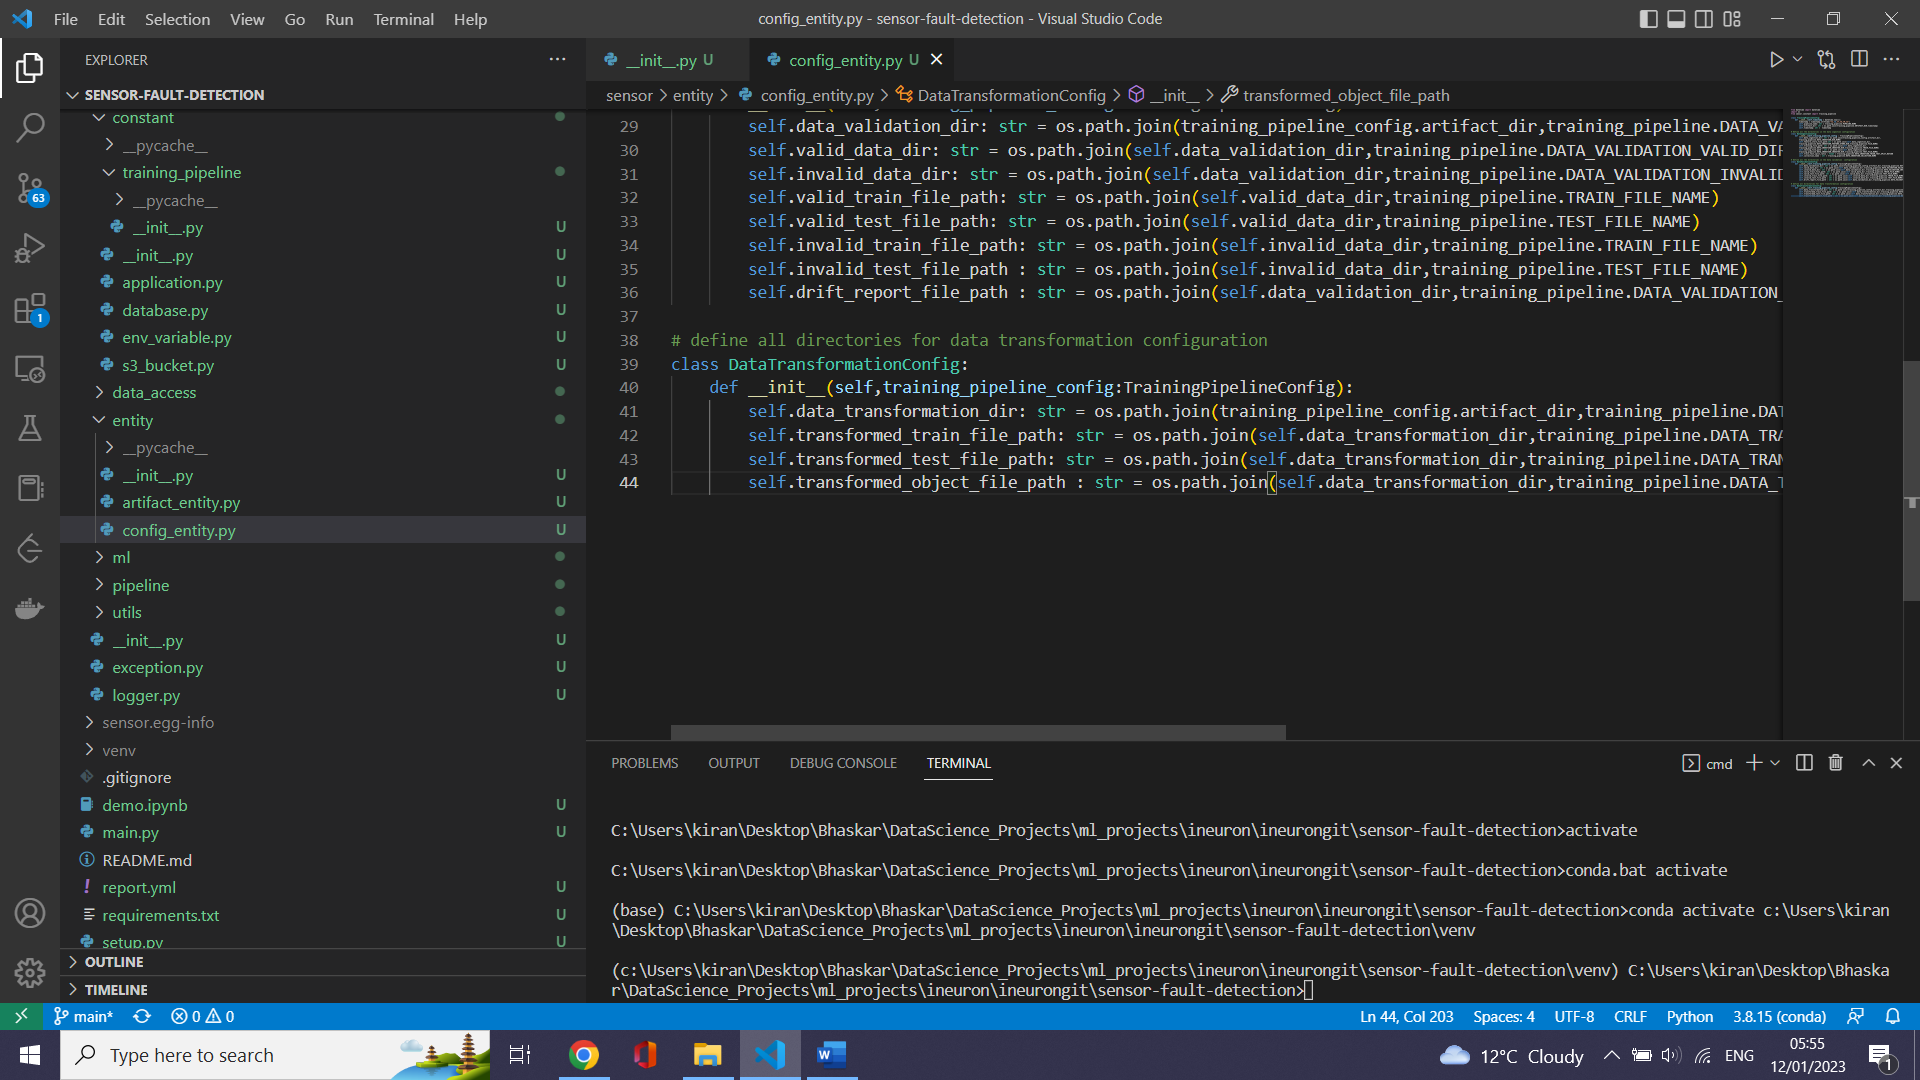 File Edit Selection View Go Run Terminal Help
config_entity.py - sensor-fault-detection - Visual Studio Code
EXPLORER
SENSOR-FAULT-DETECTION
constant
__pycache__
training_pipeline
__pycache__
__init__.py U
__init__.py U
application.py U
database.py U
env_variable.py U
s3_bucket.py U
data_access
entity
__pycache__
__init__.py U
artifact_entity.py U
config_entity.py U
ml
pipeline
utils
__init__.py U
exception.py U
logger.py U
sensor.egg-info
venv
.gitignore
demo.ipynb U
main.py U
README.md
report.yml U
requirements.txt U
setup.py U
OUTLINE
TIMELINE
63
1
__init__.py U
config_entity.py U
sensor > entity > config_entity.py > DataTransformationConfig > __init__ > transformed_object_file_path
29 self.data_validation_dir: str = os.path.join(training_pipeline_config.artifact_dir,training_pipeline.DATA_VA
30 self.valid_data_dir: str = os.path.join(self.data_validation_dir,training_pipeline.DATA_VALIDATION_VALID_DIR
31 self.invalid_data_dir: str = os.path.join(self.data_validation_dir,training_pipeline.DATA_VALIDATION_INVALID
32 self.valid_train_file_path: str = os.path.join(self.valid_data_dir,training_pipeline.TRAIN_FILE_NAME)
33 self.valid_test_file_path: str = os.path.join(self.valid_data_dir,training_pipeline.TEST_FILE_NAME)
34 self.invalid_train_file_path: str = os.path.join(self.invalid_data_dir,training_pipeline.TRAIN_FILE_NAME)
35 self.invalid_test_file_path : str = os.path.join(self.invalid_data_dir,training_pipeline.TEST_FILE_NAME)
36 self.drift_report_file_path : str = os.path.join(self.data_validation_dir,training_pipeline.DATA_VALIDATION_
37
38 # define all directories for data transformation configuration
39 class DataTransformationConfig:
40 def __init__(self,training_pipeline_config:TrainingPipelineConfig):
41 self.data_transformation_dir: str = os.path.join(training_pipeline_config.artifact_dir,training_pipeline.DAT
42 self.transformed_train_file_path: str = os.path.join(self.data_transformation_dir,training_pipeline.DATA_TRA
43 self.transformed_test_file_path: str = os.path.join(self.data_transformation_dir,training_pipeline.DATA_TRAN
44 self.transformed_object_file_path : str = os.path.join(self.data_transformation_dir,training_pipeline.DATA_T
PROBLEMS OUTPUT DEBUG CONSOLE TERMINAL
cmd
C:\Users\kiran\Desktop\Bhaskar\DataScience_Projects\ml_projects\ineuron\ineurongit\sensor-fault-detection>activate
C:\Users\kiran\Desktop\Bhaskar\DataScience_Projects\ml_projects\ineuron\ineurongit\sensor-fault-detection>conda.bat activate
(base) C:\Users\kiran\Desktop\Bhaskar\DataScience_Projects\ml_projects\ineuron\ineurongit\sensor-fault-detection>conda activate c:\Users\kiran
\Desktop\Bhaskar\DataScience_Projects\ml_projects\ineuron\ineurongit\sensor-fault-detection\venv
(c:\Users\kiran\Desktop\Bhaskar\DataScience_Projects\ml_projects\ineuron\ineurongit\sensor-fault-detection\venv) C:\Users\kiran\Desktop\Bhaska
r\DataScience_Projects\ml_projects\ineuron\ineurongit\sensor-fault-detection>
main* 0 0
Ln 44, Col 203 Spaces: 4 UTF-8 CRLF Python 3.8.15 (conda)
Type here to search
12°C Cloudy
ENG
05:55
12/01/2023
1